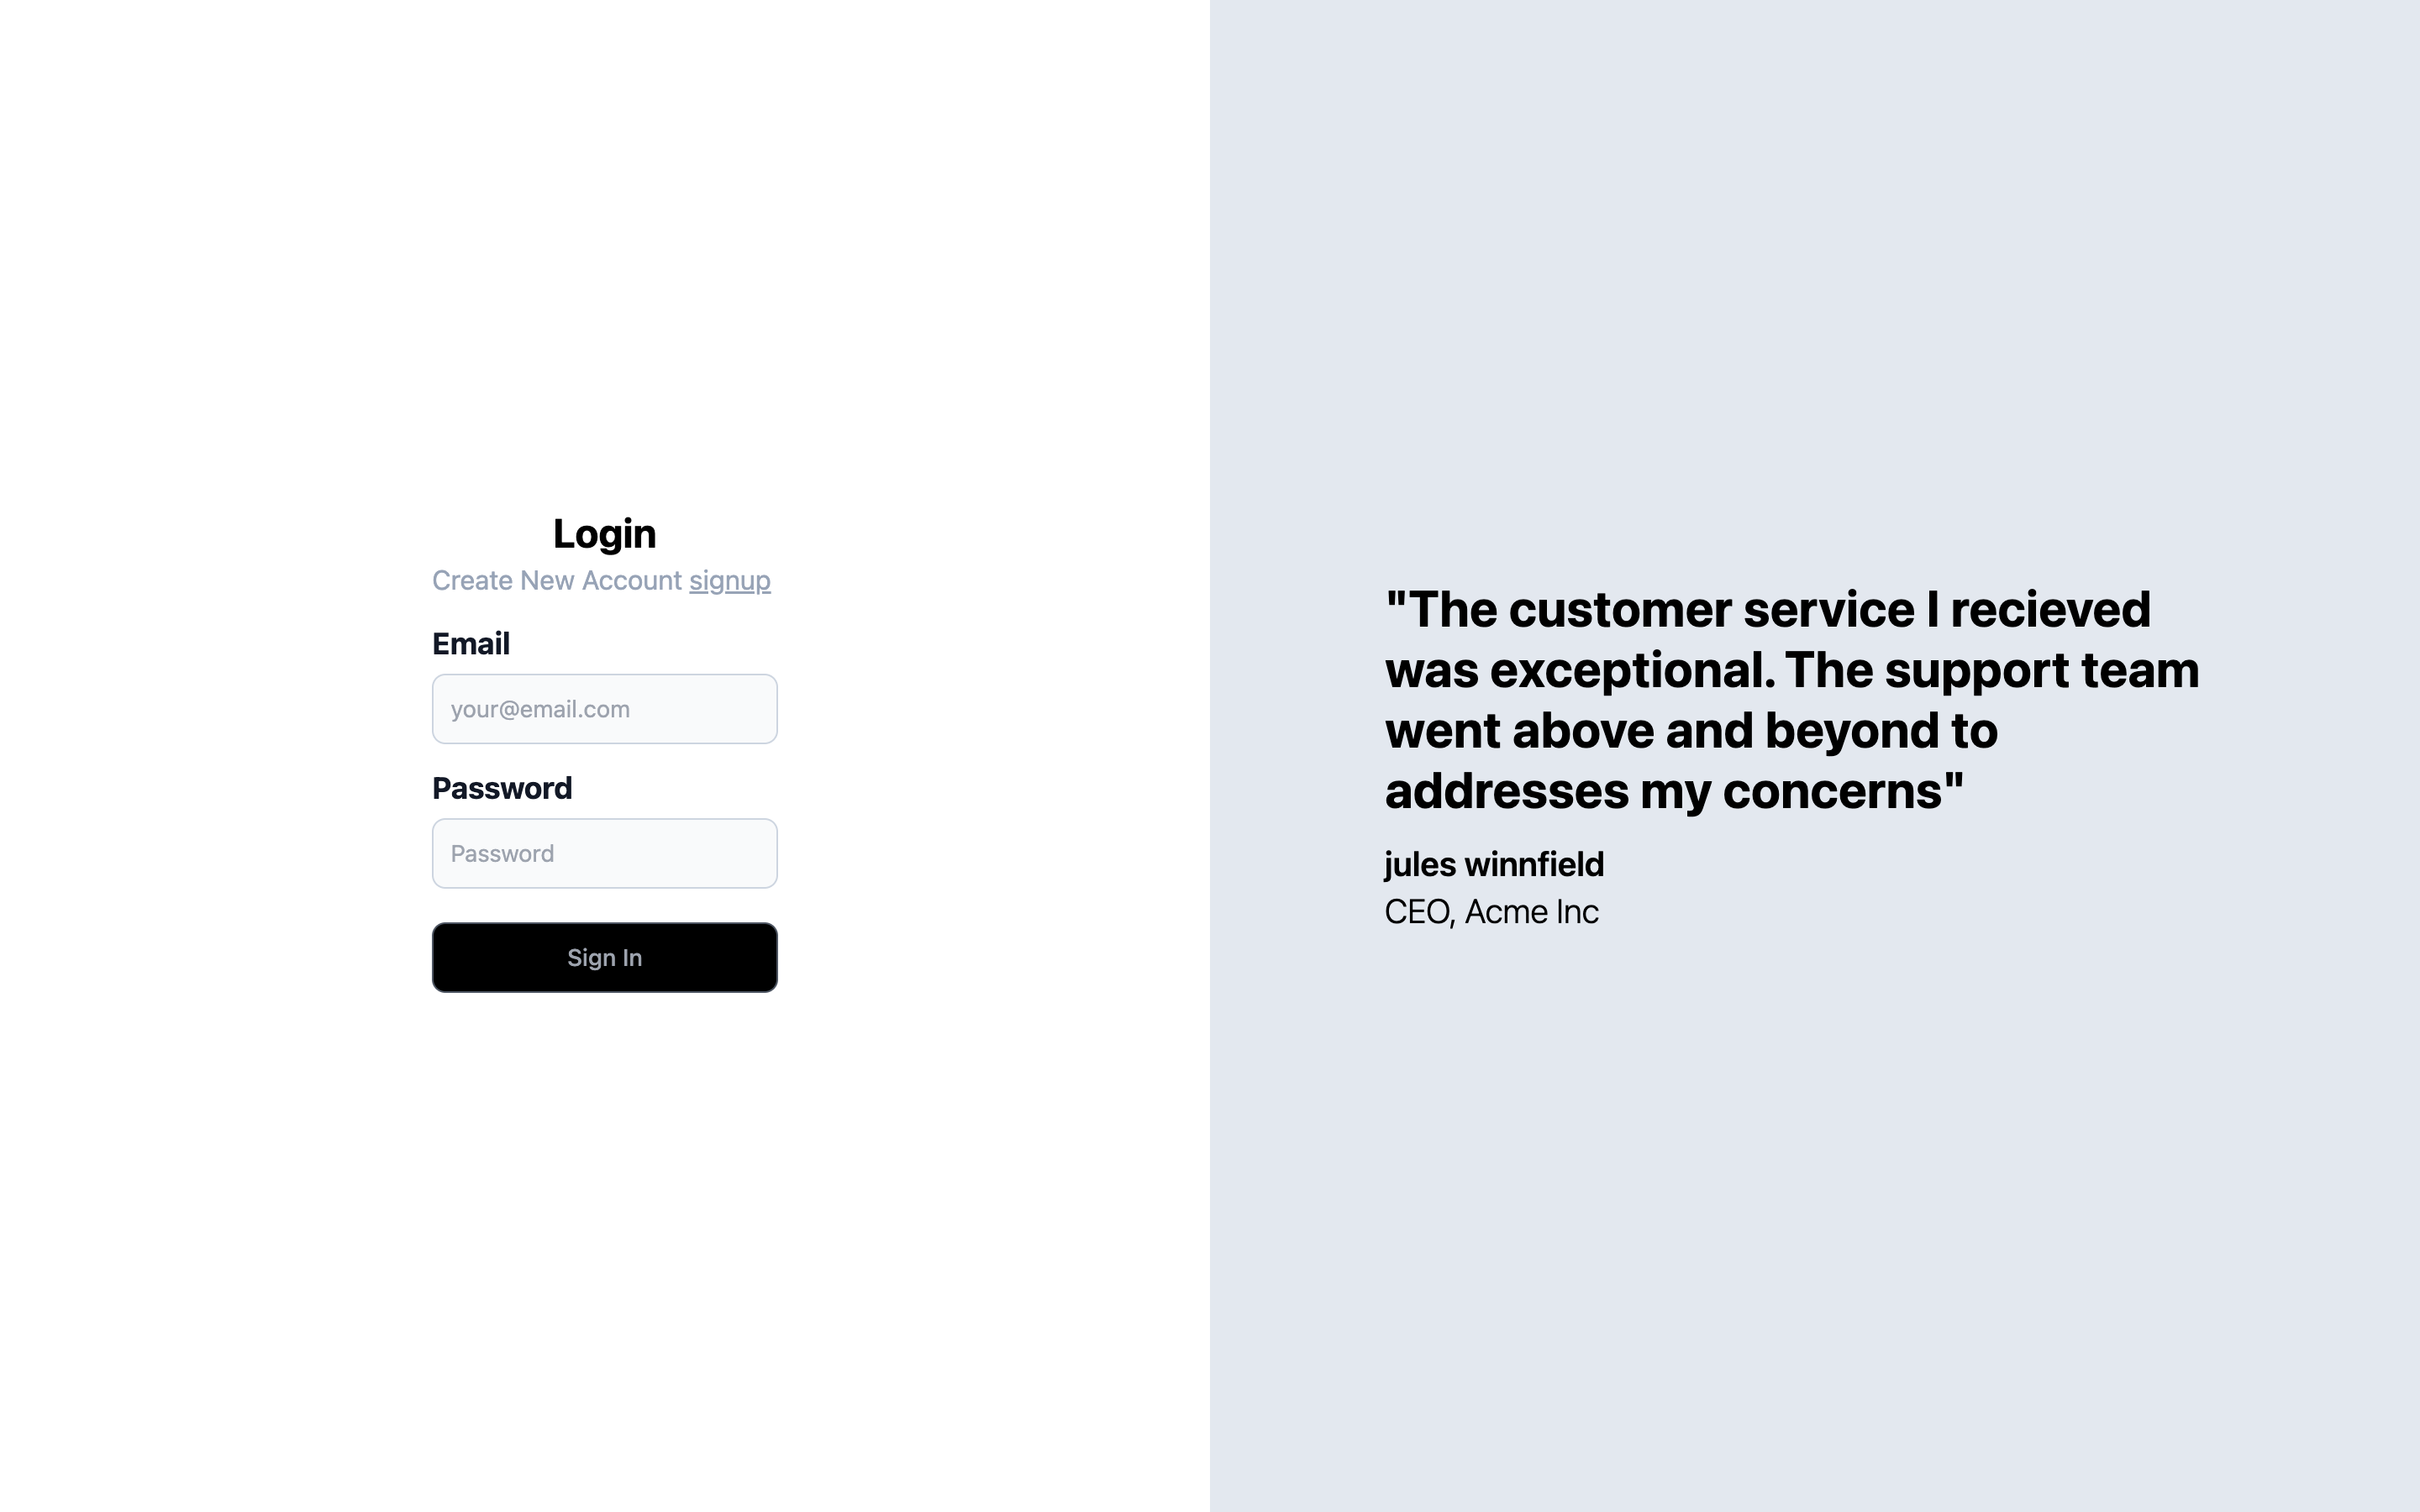 Login
Create New Account signup
Email
your@email.com
Password
Password
Sign In
"The customer service I recieved
was exceptional. The support team
went above and beyond to
addresses my concerns"
jules winnfield
CEO, Acme Inc